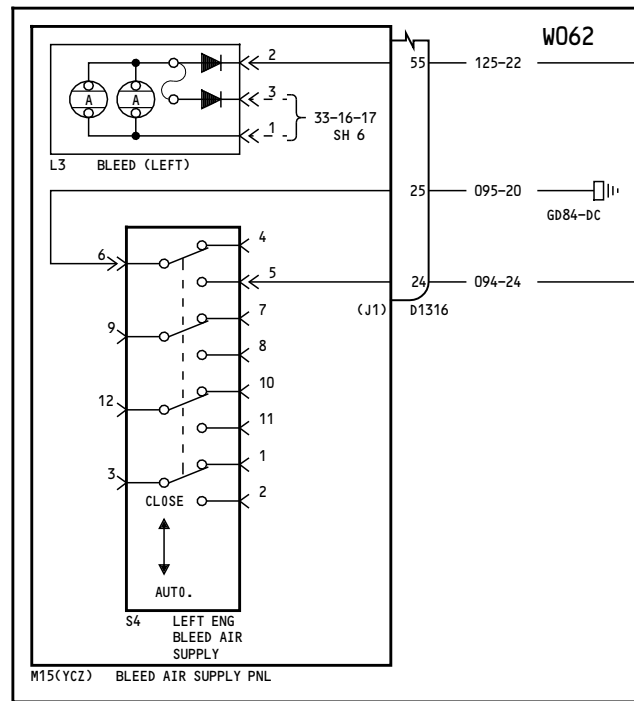 W062
2
55
125-22
A
A
3
33-16-17
SH 6
1
L3 BLEED (LEFT)
25
095-20
GD84-DC
4
6
5
24
094-24
(J1) D1316
7
9
8
10
12
11
1
3
2
CLOSE
AUTO.
S4 LEFT ENG
BLEED AIR
SUPPLY
M15(YCZ) BLEED AIR SUPPLY PNL